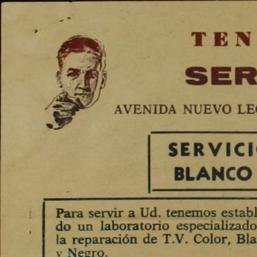 TEN
SER
AVENIDA NUEVO LE
SERVICI
BLANCO
Para servir a Ud. tenemos establ
do un laboratorio especializado
la reparación de T.V. Color, Bla
y Negro.